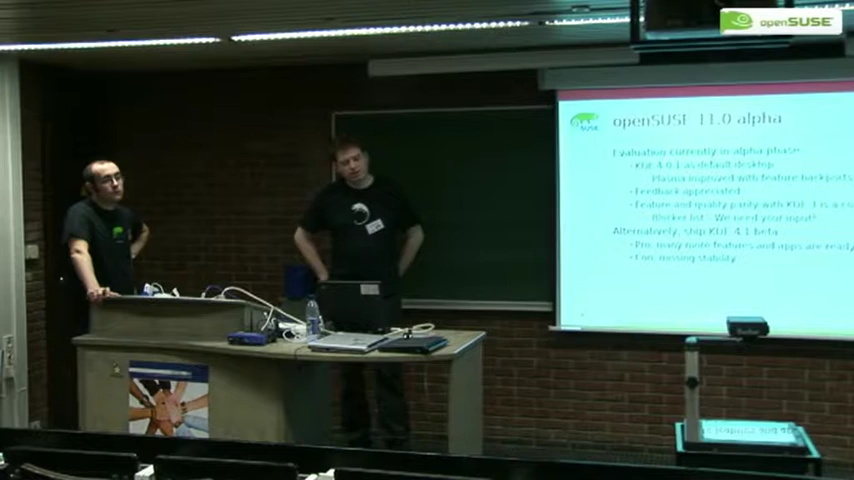 openSUSE
openSUSE 11.0 alpha
Evaluation currently in alpha phase
KDE 4.0.1 as default desktop
Plasma improved with feature backports
Feedback appreciated
Feature and quality parity with KDE 3 is a
Blocker list - We need your input!
Alternatively, ship KDE 4.1 beta
Pro: many more features and apps are ready
Con: missing stability